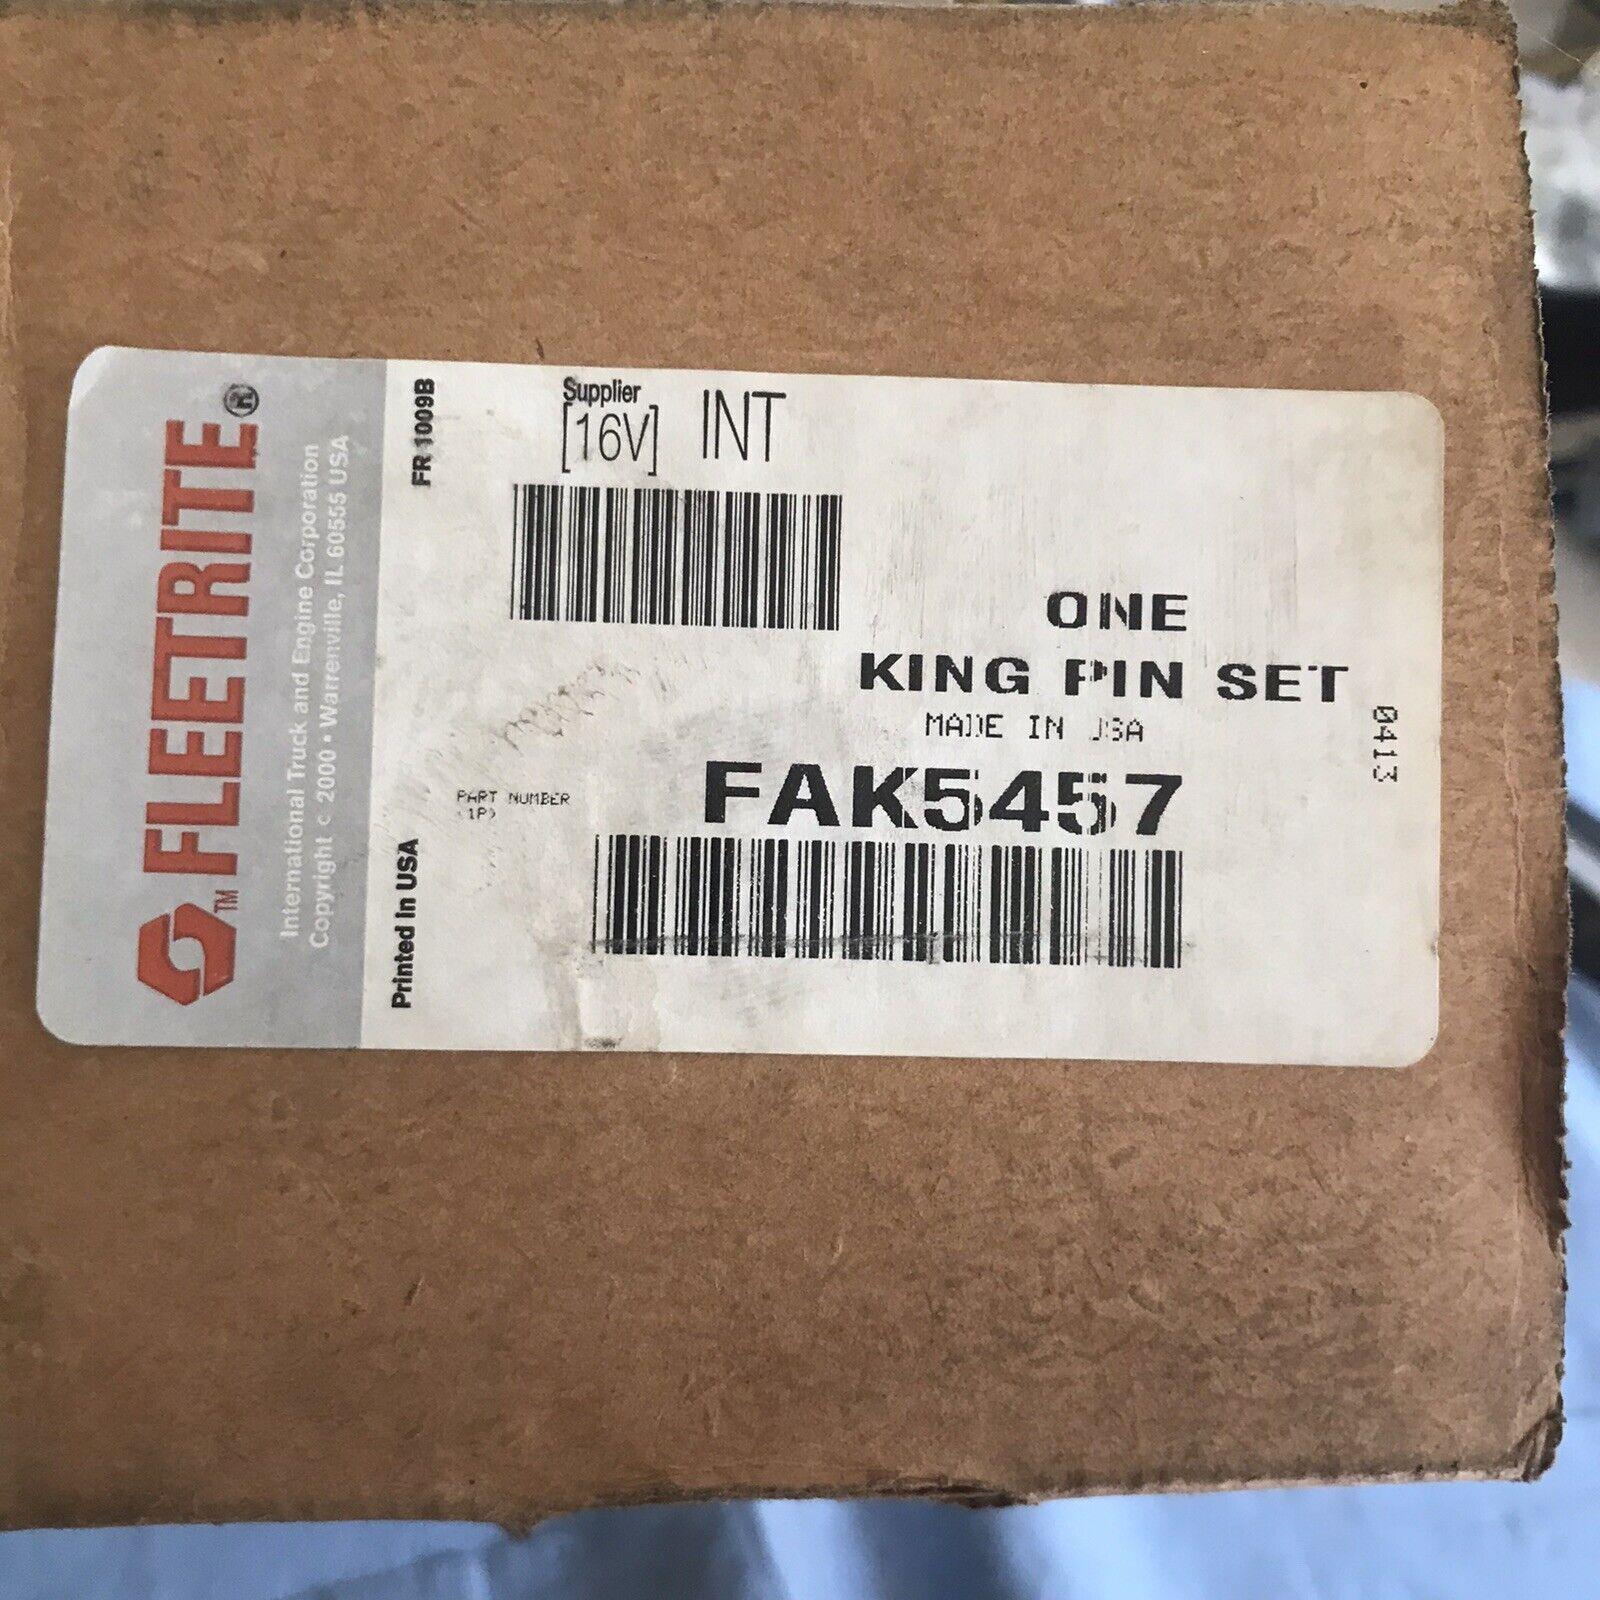 FLEETRITE®
TM
International Truck and Engine Corporation
Copyright c 2000 • Warrenville, IL 60555 USA
FR 1009B
Printed in USA
Supplier
[16V] INT
ONE
KING PIN SET
MADE IN USA
0413
PART NUMBER
(1P)
FAK5457